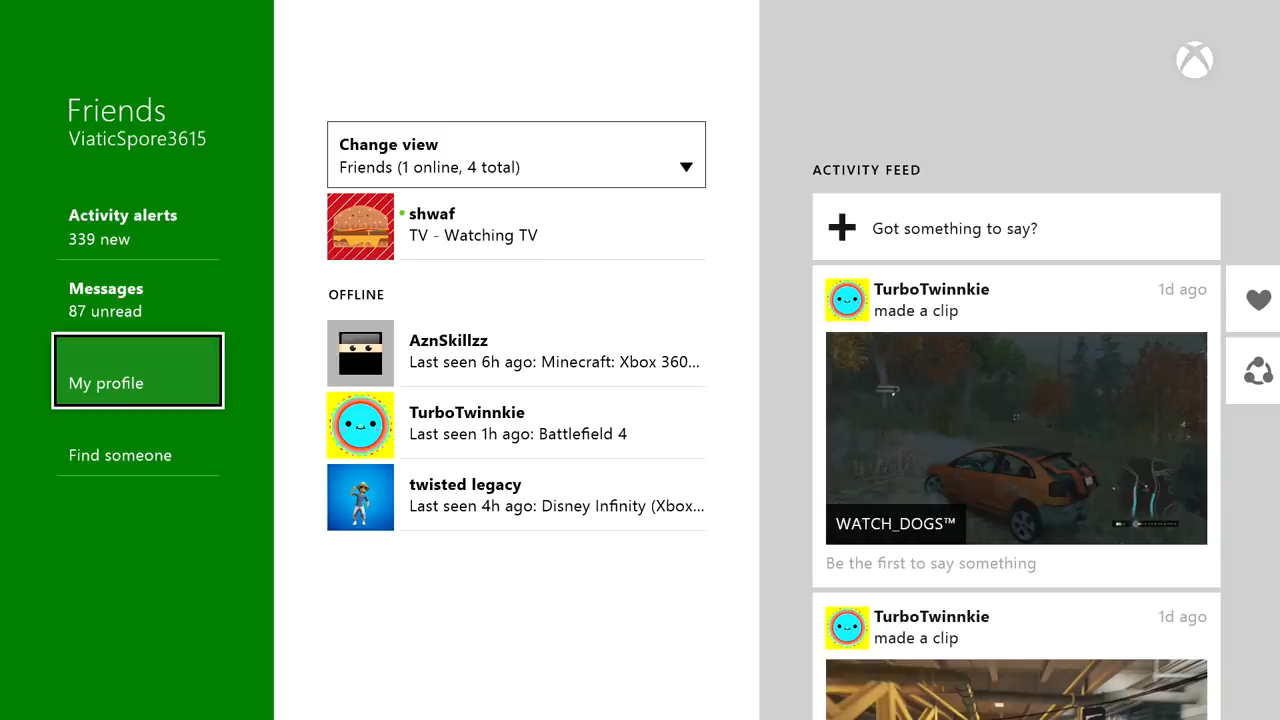 Friends
ViaticSpore3615
Activity alerts
339 new
Messages
87 unread
My profile
Find someone
Change view
Friends (1 online, 4 total)
shwaf
TV - Watching TV
OFFLINE
AznSkillzz
Last seen 6h ago: Minecraft: Xbox 360...
TurboTwinnkie
Last seen 1h ago: Battlefield 4
twisted legacy
Last seen 4h ago: Disney Infinity (Xbox...
ACTIVITY FEED
Got something to say?
TurboTwinnkie 1d ago
made a clip
WATCH_DOGS™
Be the first to say something
TurboTwinnkie 1d ago
made a clip